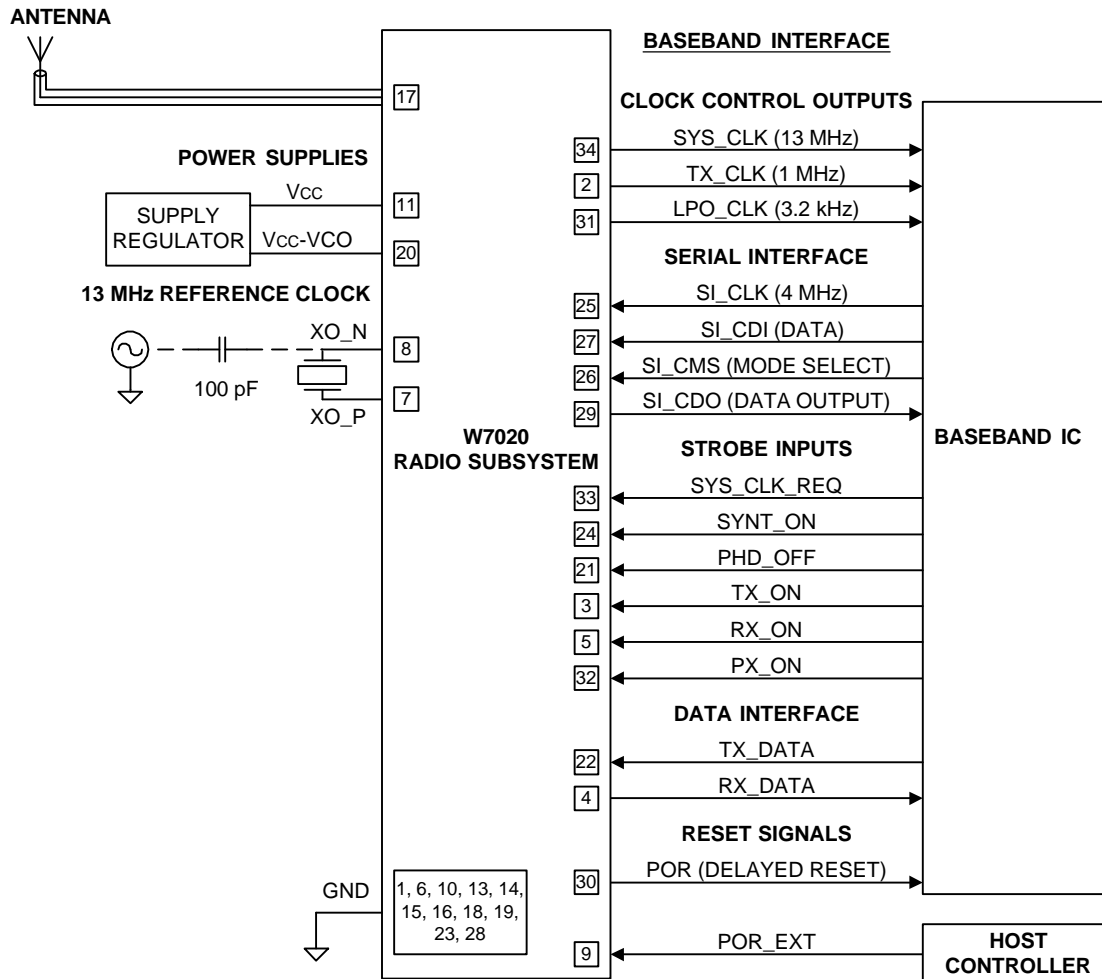 ANTENNA
BASEBAND INTERFACE
17
CLOCK CONTROL OUTPUTS
34
SYS_CLK (13 MHz)
POWER SUPPLIES
2
TX_CLK (1 MHz)
VCC
11
31
LPO_CLK (3.2 kHz)
SUPPLY
REGULATOR
VCC-VCO
20
SERIAL INTERFACE
13 MHz REFERENCE CLOCK
25
SI_CLK (4 MHz)
XO_N
8
27
SI_CDI (DATA)
100 pF
7
26
SI_CMS (MODE SELECT)
XO_P
29
SI_CDO (DATA OUTPUT)
W7020
RADIO SUBSYSTEM
BASEBAND IC
STROBE INPUTS
33
SYS_CLK_REQ
24
SYNT_ON
21
PHD_OFF
3
TX_ON
5
RX_ON
32
PX_ON
DATA INTERFACE
22
TX_DATA
4
RX_DATA
RESET SIGNALS
30
POR (DELAYED RESET)
GND
1, 6, 10, 13, 14,
15, 16, 18, 19,
23, 28
9
POR_EXT
HOST
CONTROLLER